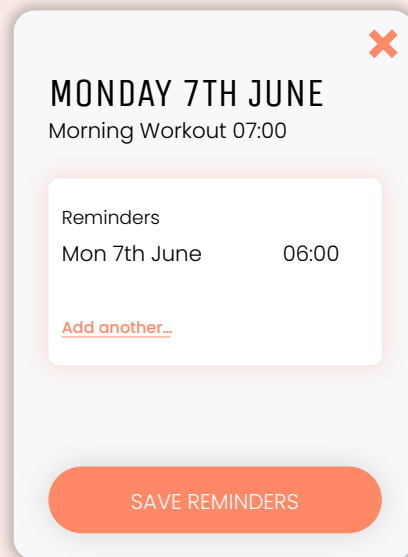 MONDAY 7TH JUNE
Morning Workout 07:00
Reminders
Mon 7th June 06:00
Add another...
SAVE REMINDERS